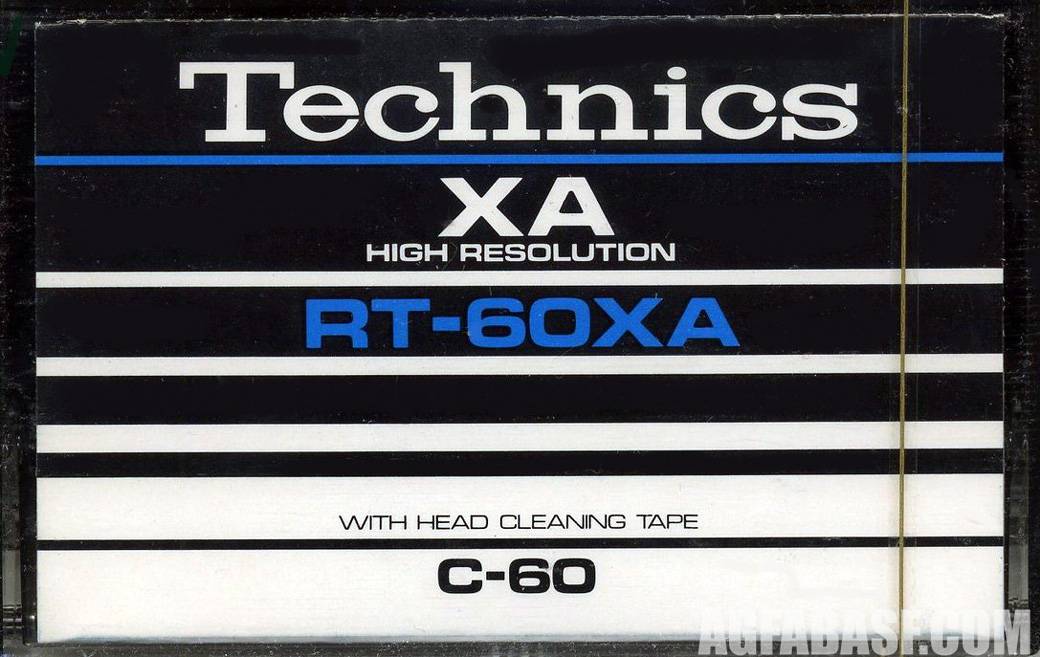 Technics
XA
HIGH RESOLUTION
RT-60XA
WITH HEAD CLEANING TAPE
C-60
AGFABASF.COM